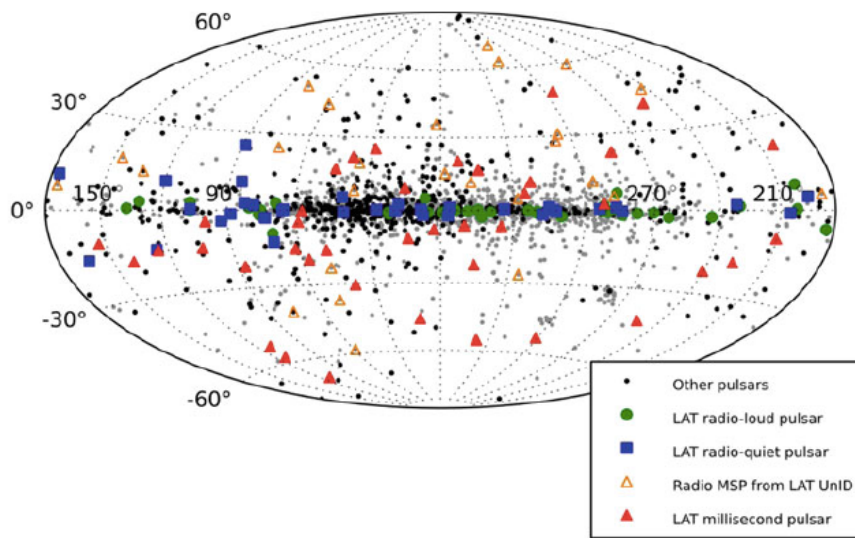 60°
30°
150° 90° 270° 210°
0°
-30°
-60°
Other pulsars
LAT radio-loud pulsar
LAT radio-quiet pulsar
Radio MSP from LAT UnID
LAT millisecond pulsar